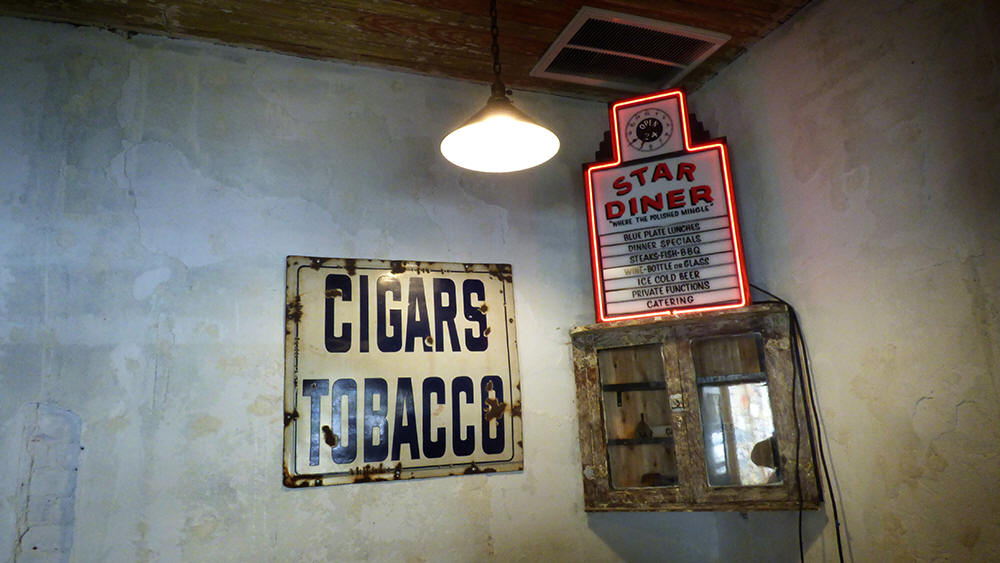 CIGARS
TOBACCO
OPEN
24
STAR
DINER
"WHERE THE POLISHED MINGLE"
BLUE PLATE LUNCHES
DINNER SPECIALS
STEAKS-FISH-BBQ
WINE-BOTTLE OR GLASS
ICE COLD BEER
PRIVATE FUNCTIONS
CATERING